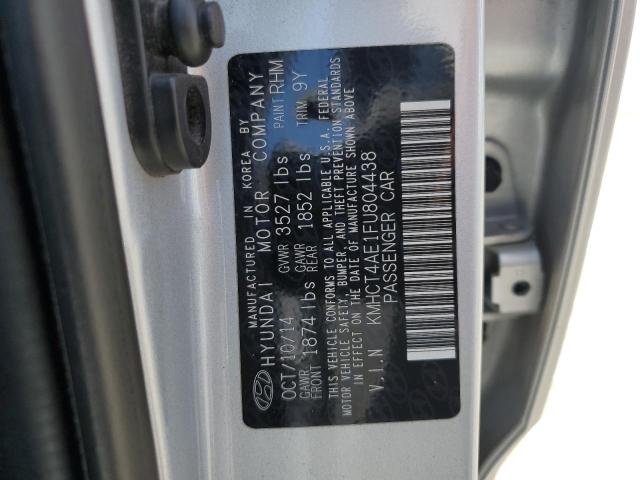 MANUFACTURED IN KOREA BY
HYUNDAI MOTOR COMPANY
OCT/10/14 GVWR 3527 lbs PAINT RHM
GAWR FRONT 1874 lbs GAWR REAR 1852 lbs TRIM 9Y
THIS VEHICLE CONFORMS TO ALL APPLICABLE U.S.A. FEDERAL
MOTOR VEHICLE SAFETY, BUMPER, AND THEFT PREVENTION STANDARDS
IN EFFECT ON THE DATE OF MANUFACTURE SHOWN ABOVE
V.I.N KMHCT4AE1FU804438
PASSENGER CAR